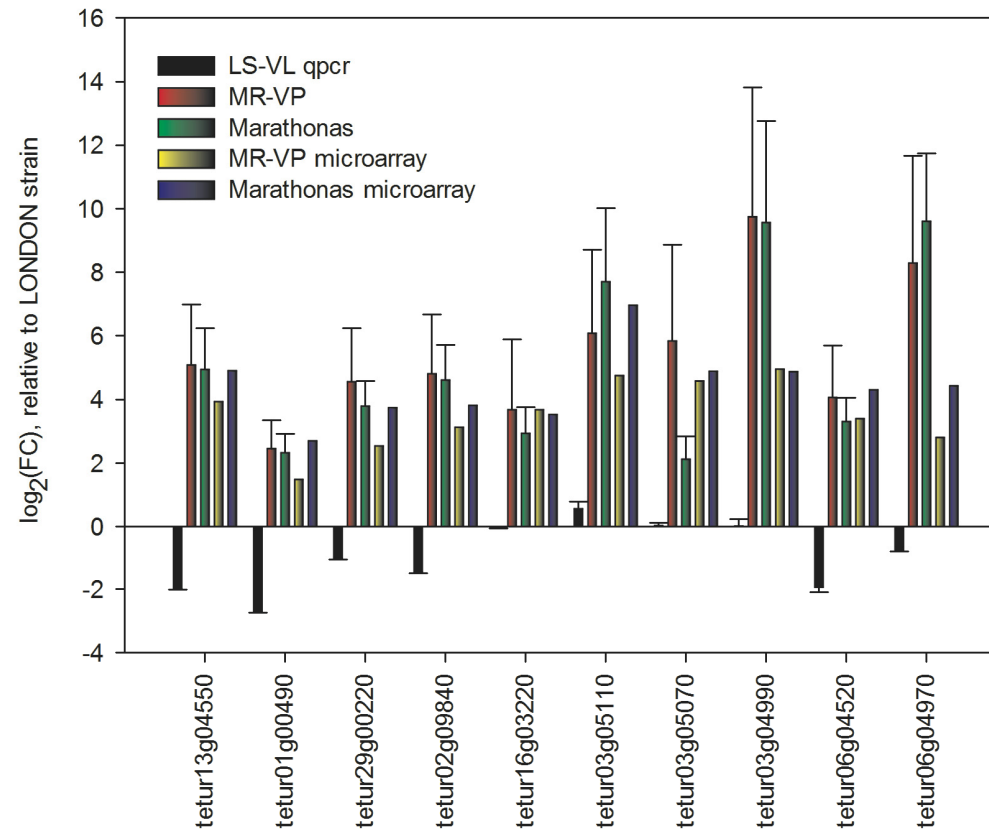 16
14
12
10
8
6
4
2
0
-2
-4
log2(FC), relative to LONDON strain
LS-VL qpcr
MR-VP
Marathonas
MR-VP microarray
Marathonas microarray
tetur13g04550
tetur01g00490
tetur29g00220
tetur02g09840
tetur16g03220
tetur03g05110
tetur03g05070
tetur03g04990
tetur06g04520
tetur06g04970